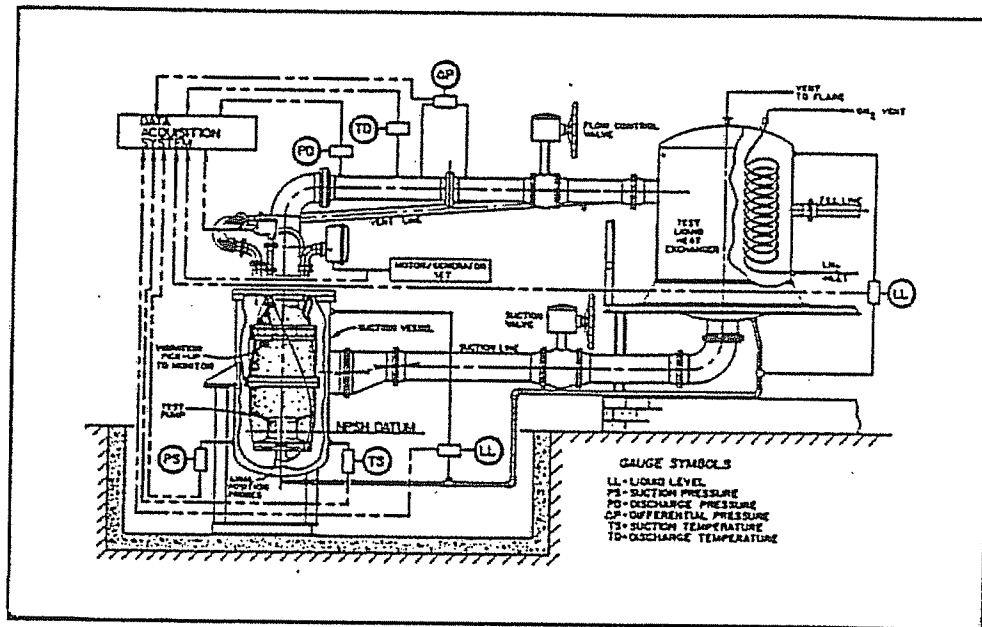 ΔP
VENT
TO FLARE
GN₂ VENT
DATA
ACQUISITION
SYSTEM
TD
PD
FLOW CONTROL
VALVE
VENT LINE
TEST
LIQUID
HEAT
EXCHANGER
FILL LINE
MOTOR/GENERATOR
SET
INLET
LL
SUCTION VESSEL
SUCTION
VALVE
SUCTION LINE
VIBRATION
PICK-UP
TO MONITOR
TEST
PUMP
NPSH DATUM
PS
TS
LL
PROBES
GAUGE SYMBOLS
LL=LIQUID LEVEL
PS=SUCTION PRESSURE
PD=DISCHARGE PRESSURE
ΔP=DIFFERENTIAL PRESSURE
TS=SUCTION TEMPERATURE
TD=DISCHARGE TEMPERATURE